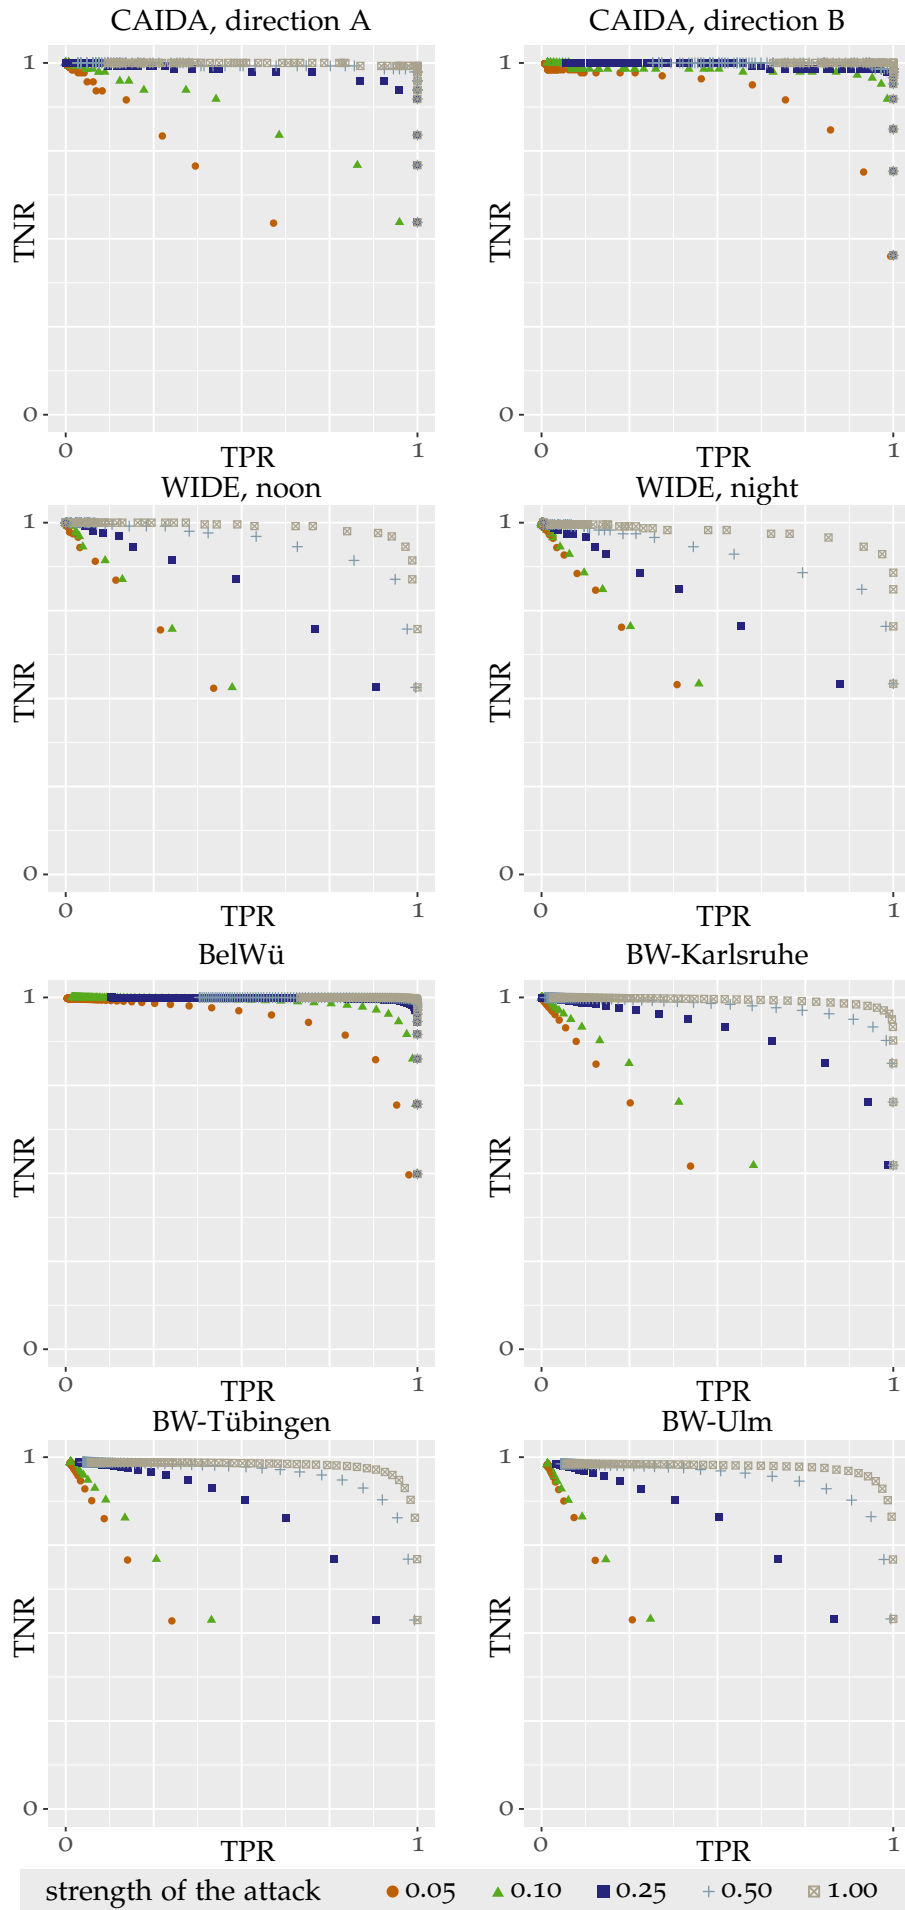 CAIDA, direction A
CAIDA, direction B
1
TNR
0
0
TPR
1
1
TNR
0
0
TPR
1
WIDE, noon
WIDE, night
1
TNR
0
0
TPR
1
1
TNR
0
0
TPR
1
BelWü
BW-Karlsruhe
1
TNR
0
0
TPR
1
1
TNR
0
0
TPR
1
BW-Tübingen
BW-Ulm
1
TNR
0
0
TPR
1
1
TNR
0
0
TPR
1
strength of the attack 0.05 0.10 0.25 0.50 1.00